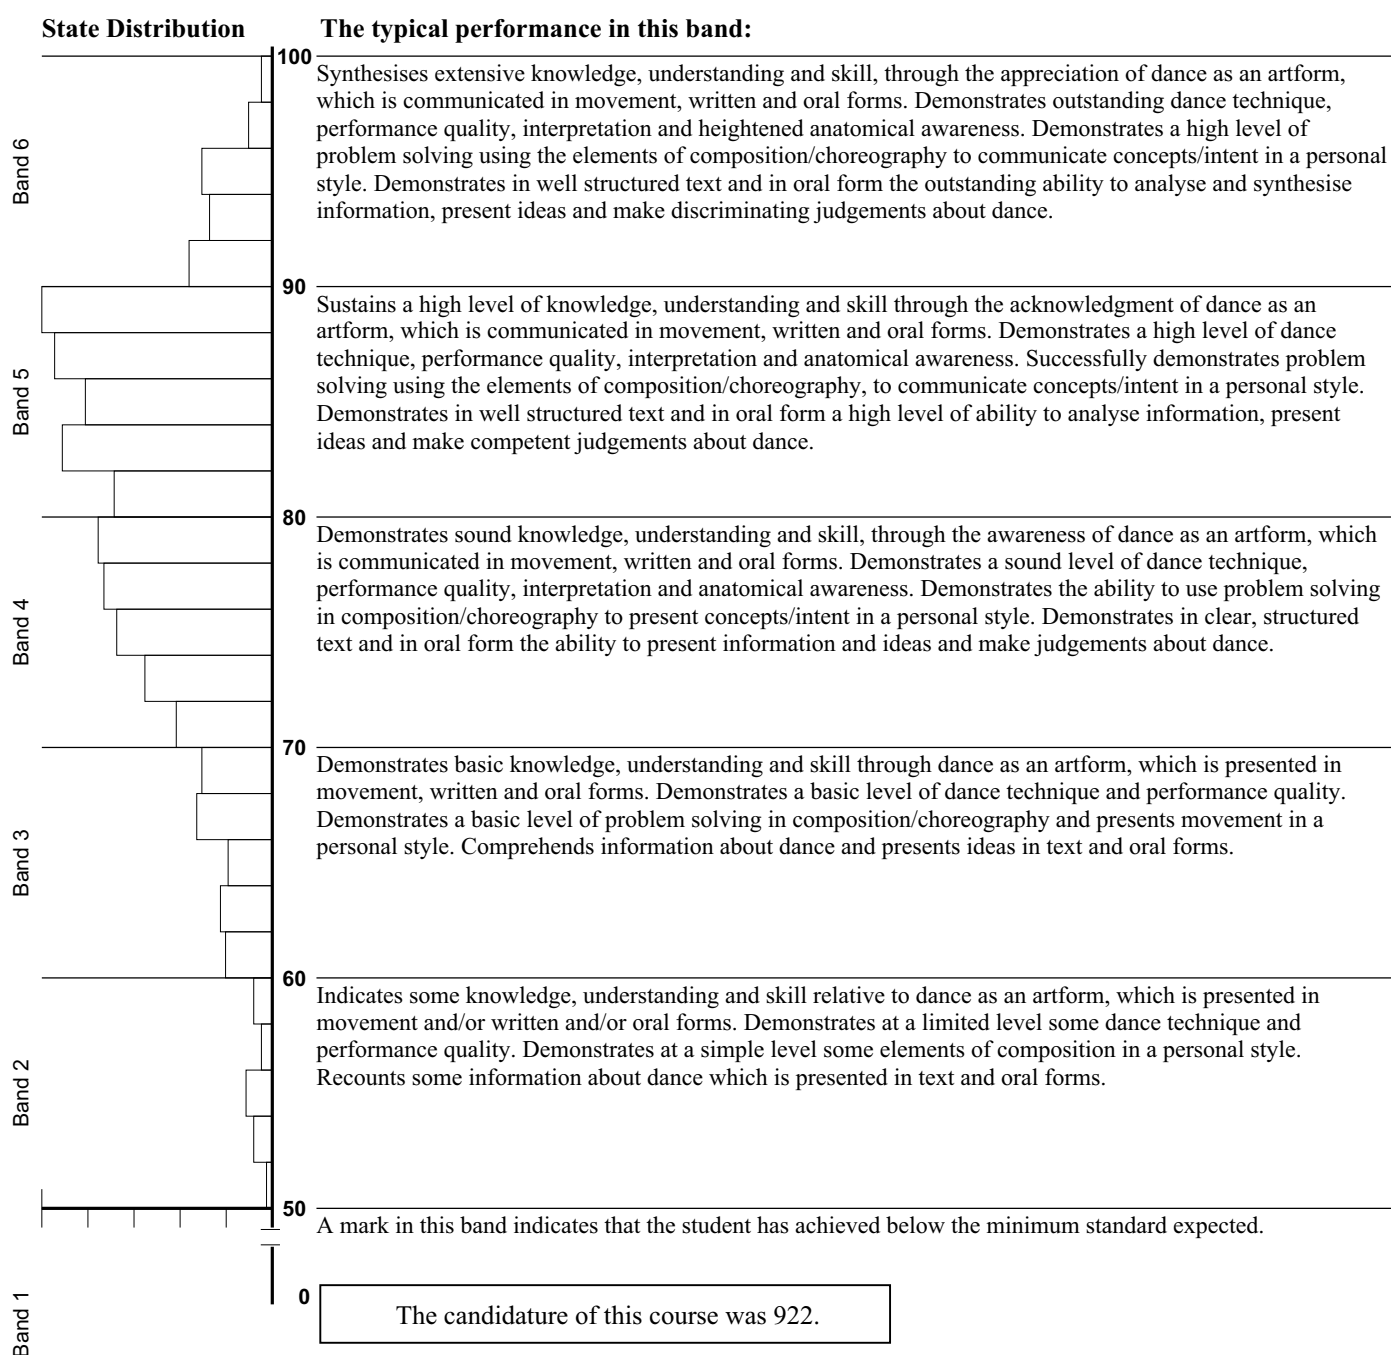 State Distribution
The typical performance in this band:
100
Synthesises extensive knowledge, understanding and skill, through the appreciation of dance as an artform,
which is communicated in movement, written and oral forms. Demonstrates outstanding dance technique,
performance quality, interpretation and heightened anatomical awareness. Demonstrates a high level of
problem solving using the elements of composition/choreography to communicate concepts/intent in a personal
style. Demonstrates in well structured text and in oral form the outstanding ability to analyse and synthesise
information, present ideas and make discriminating judgements about dance.
Band 6
90
Sustains a high level of knowledge, understanding and skill through the acknowledgment of dance as an
artform, which is communicated in movement, written and oral forms. Demonstrates a high level of dance
technique, performance quality, interpretation and anatomical awareness. Successfully demonstrates problem
solving using the elements of composition/choreography, to communicate concepts/intent in a personal style.
Demonstrates in well structured text and in oral form a high level of ability to analyse information, present
ideas and make competent judgements about dance.
Band 5
80
Demonstrates sound knowledge, understanding and skill, through the awareness of dance as an artform, which
is communicated in movement, written and oral forms. Demonstrates a sound level of dance technique,
performance quality, interpretation and anatomical awareness. Demonstrates the ability to use problem solving
in composition/choreography to present concepts/intent in a personal style. Demonstrates in clear, structured
text and in oral form the ability to present information and ideas and make judgements about dance.
Band 4
70
Demonstrates basic knowledge, understanding and skill through dance as an artform, which is presented in
movement, written and oral forms. Demonstrates a basic level of dance technique and performance quality.
Demonstrates a basic level of problem solving in composition/choreography and presents movement in a
personal style. Comprehends information about dance and presents ideas in text and oral forms.
Band 3
60
Indicates some knowledge, understanding and skill relative to dance as an artform, which is presented in
movement and/or written and/or oral forms. Demonstrates at a limited level some dance technique and
performance quality. Demonstrates at a simple level some elements of composition in a personal style.
Recounts some information about dance which is presented in text and oral forms.
Band 2
50
A mark in this band indicates that the student has achieved below the minimum standard expected.
0
Band 1
The candidature of this course was 922.